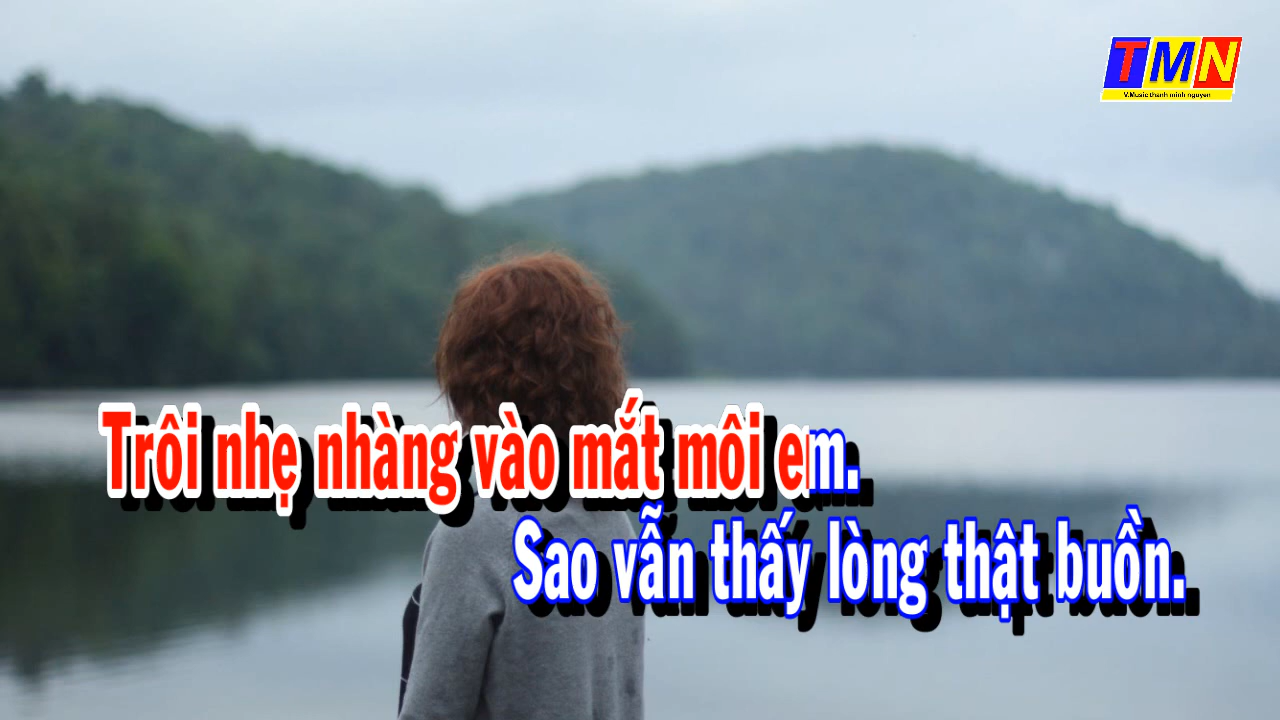 TMN
V.Music thanh minh nguyen
Trôi nhẹ nhàng vào mắt môi em.
Sao vẫn thấy lòng thật buồn.